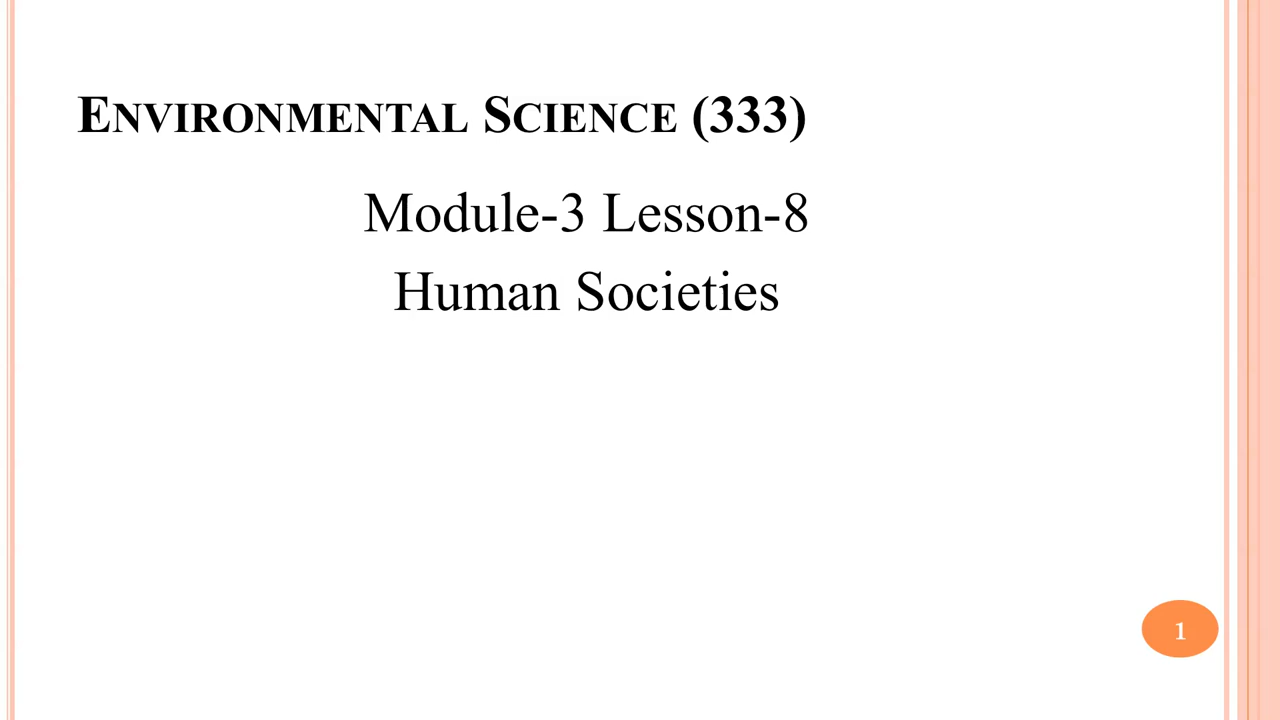 ENVIRONMENTAL SCIENCE (333)
Module-3 Lesson-8
Human Societies
1